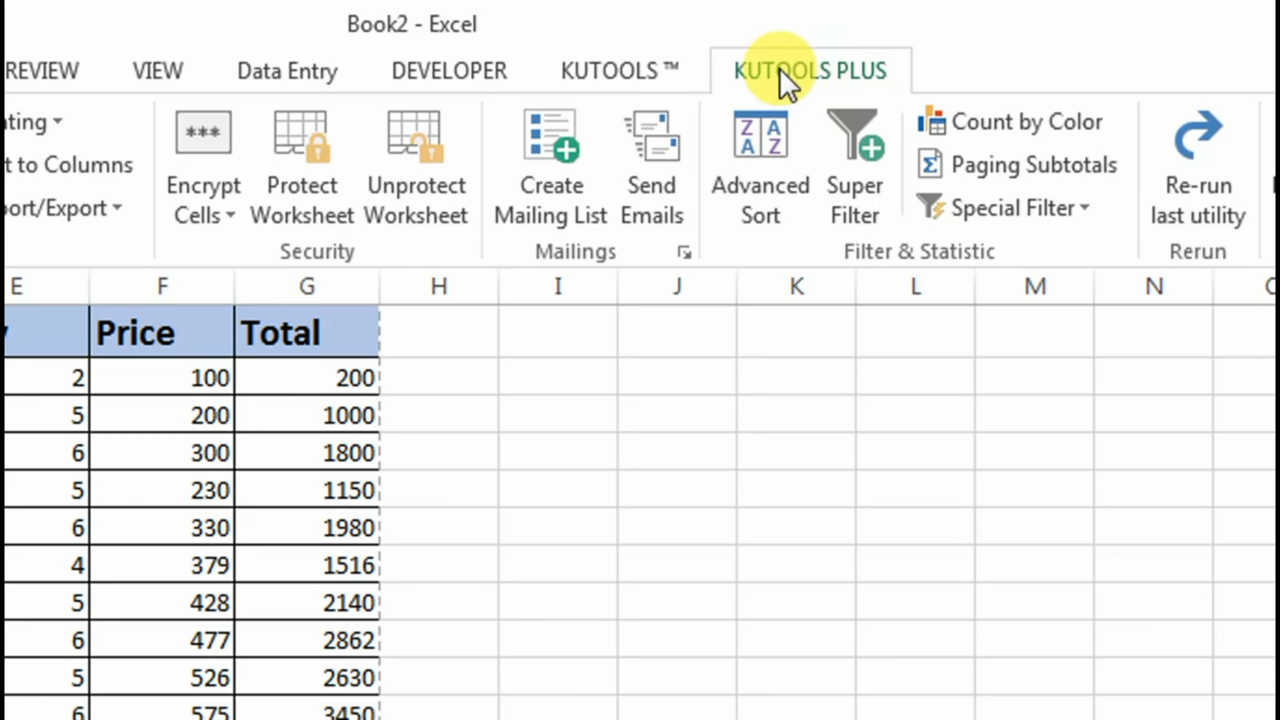 Book2 - Excel
REVIEW VIEW Data Entry DEVELOPER KUTOOLS ™ KUTOOLS PLUS
to Columns
Encrypt Cells
Protect Worksheet
Unprotect Worksheet
Security
Create Mailing List
Send Emails
Mailings
Advanced Sort
Super Filter
Count by Color
Paging Subtotals
Special Filter
Filter & Statistic
Re-run last utility
Rerun
E F G H I J K L M N
Price Total
2 100 200
5 200 1000
6 300 1800
5 230 1150
6 330 1980
4 379 1516
5 428 2140
6 477 2862
5 526 2630
6 575 3450